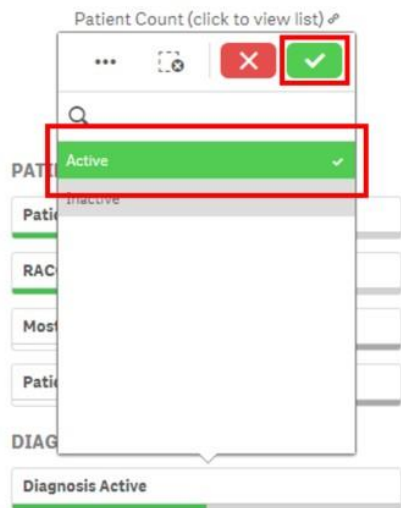 Patient Count (click to view list)
Active
PATI
Inactive
Patie
RAC
Most
Patie
DIAG
Diagnosis Active